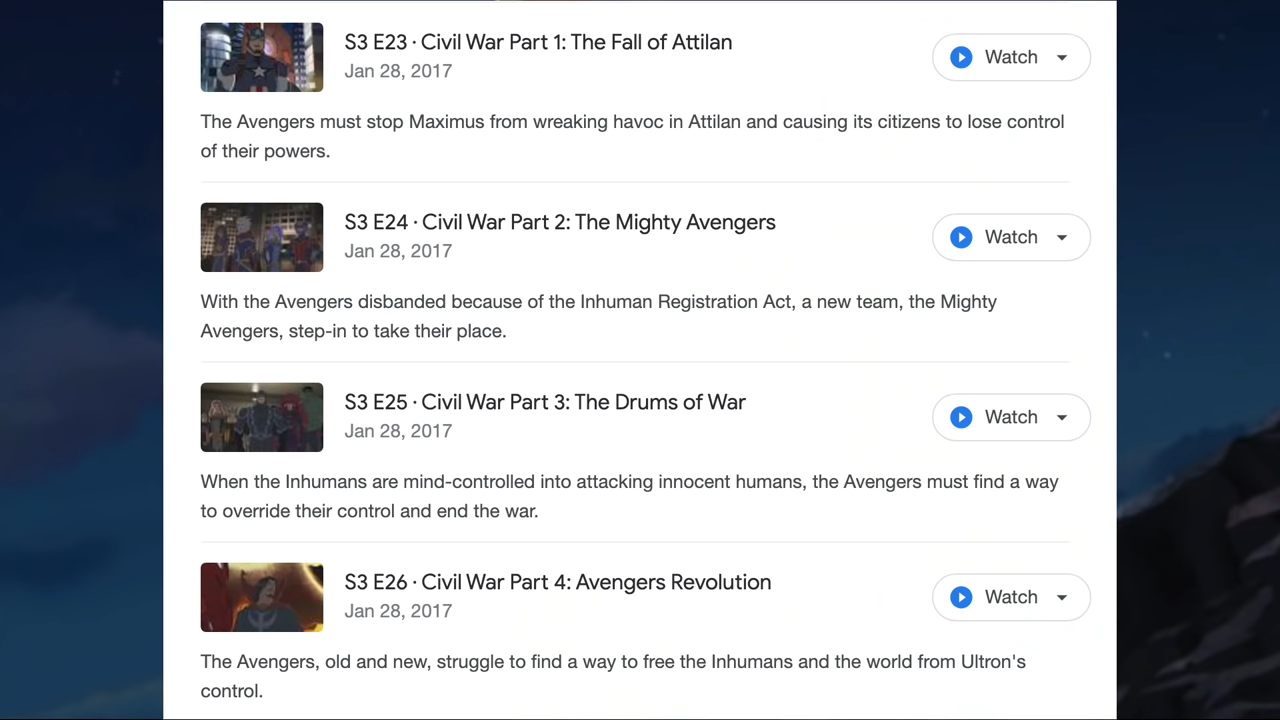 S3 E23 · Civil War Part 1: The Fall of Attilan
Jan 28, 2017
Watch
The Avengers must stop Maximus from wreaking havoc in Attilan and causing its citizens to lose control
of their powers.
S3 E24 · Civil War Part 2: The Mighty Avengers
Jan 28, 2017
Watch
With the Avengers disbanded because of the Inhuman Registration Act, a new team, the Mighty
Avengers, step-in to take their place.
S3 E25 · Civil War Part 3: The Drums of War
Jan 28, 2017
Watch
When the Inhumans are mind-controlled into attacking innocent humans, the Avengers must find a way
to override their control and end the war.
S3 E26 · Civil War Part 4: Avengers Revolution
Jan 28, 2017
Watch
The Avengers, old and new, struggle to find a way to free the Inhumans and the world from Ultron's
control.